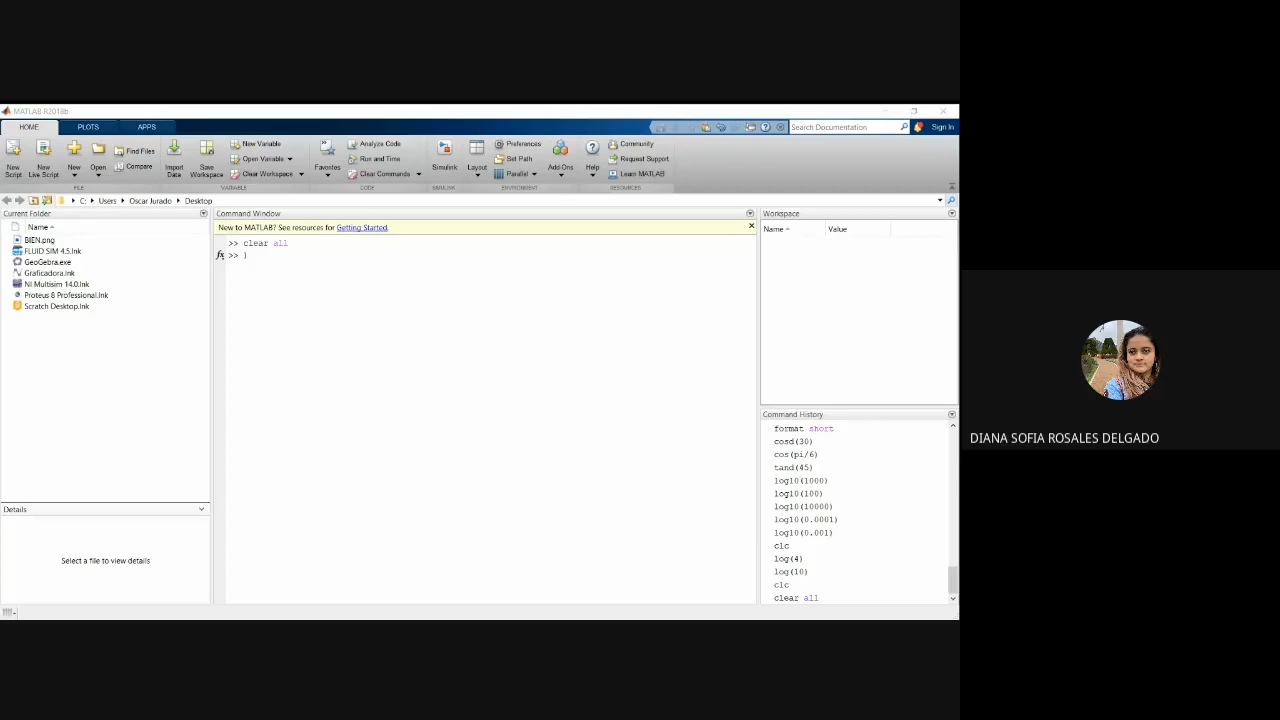 MATLAB R2018b
HOME
PLOTS
APPS
Search Documentation
Sign In
New Script
New Live Script
New
Open
Find Files
Compare
Import Data
Save Workspace
New Variable
Open Variable
Clear Workspace
Favorites
Analyze Code
Run and Time
Clear Commands
Simulink
Layout
Preferences
Set Path
Parallel
Add-Ons
Help
Community
Request Support
Learn MATLAB
FILE
VARIABLE
CODE
SIMULINK
ENVIRONMENT
RESOURCES
C: Users Oscar Jurado Desktop
Current Folder
Name
BIEN.png
FLUID SIM 4.5.lnk
GeoGebra.exe
Graficadora.lnk
NI Multisim 14.0.lnk
Proteus 8 Professional.lnk
Scratch Desktop.lnk
Details
Select a file to view details
Command Window
New to MATLAB? See resources for Getting Started.
>> clear all
fx >> )
Workspace
Name
Value
Command History
format short
cosd(30)
cos(pi/6)
tand(45)
log10(1000)
log10(100)
log10(10000)
log10(0.0001)
log10(0.001)
clc
log(4)
log(10)
clc
clear all
DIANA SOFIA ROSALES DELGADO